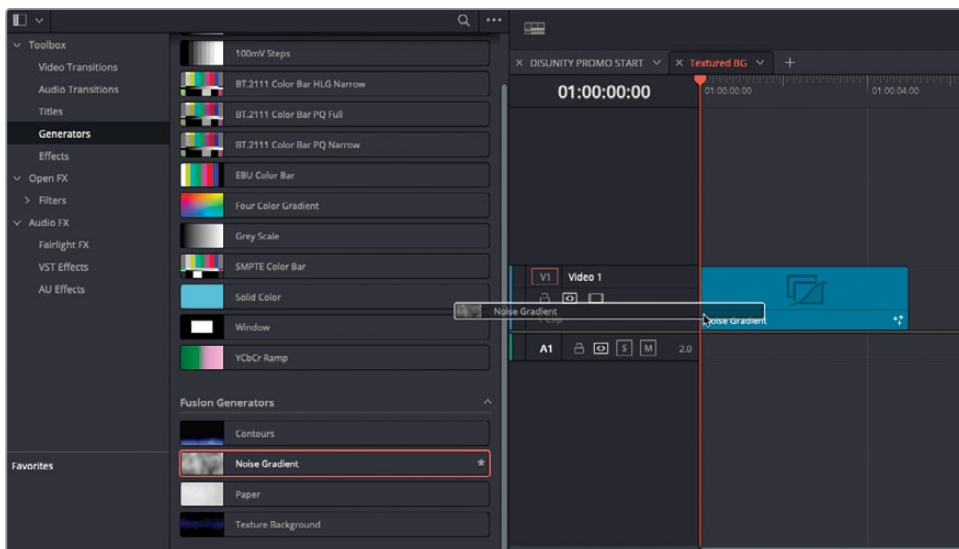 Toolbox
Video Transitions
Audio Transitions
Titles
Generators
Effects
Open FX
Filters
Audio FX
Fairlight FX
VST Effects
AU Effects
Favorites
100mV Steps
BT.2111 Color Bar HLG Narrow
BT.2111 Color Bar PQ Full
BT.2111 Color Bar PQ Narrow
EBU Color Bar
Four Color Gradient
Grey Scale
SMPTE Color Bar
Solid Color
Window
YCbCr Ramp
Fusion Generators
Contours
Noise Gradient
Paper
Texture Background
DISUNITY PROMO START
Textured BG
01:00:00:00
01:00:00:00
01:00:04:00
V1 Video 1
Noise Gradient
1 Clip
Noise Gradient
A1 S M 2.0